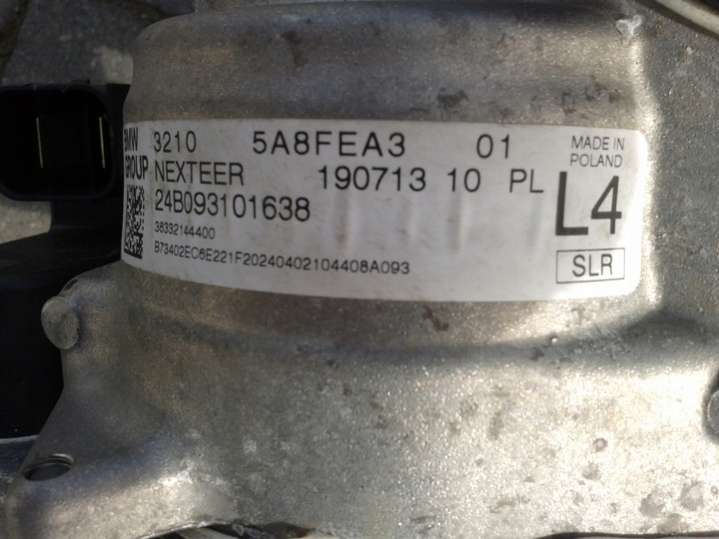 BMW GROUP
3210 5A8FEA3 01
MADE IN POLAND
NEXTEER 190713 10 PL
24B093101638
L4
38332144400
B73402EC6E221F20240402104408A093
SLR